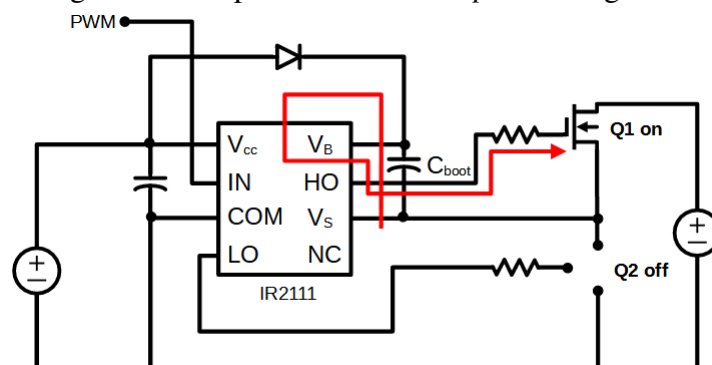 PWM
Vcc
VB
IN
HO
COM
VS
LO
NC
IR2111
Cboot
Q1 on
Q2 off